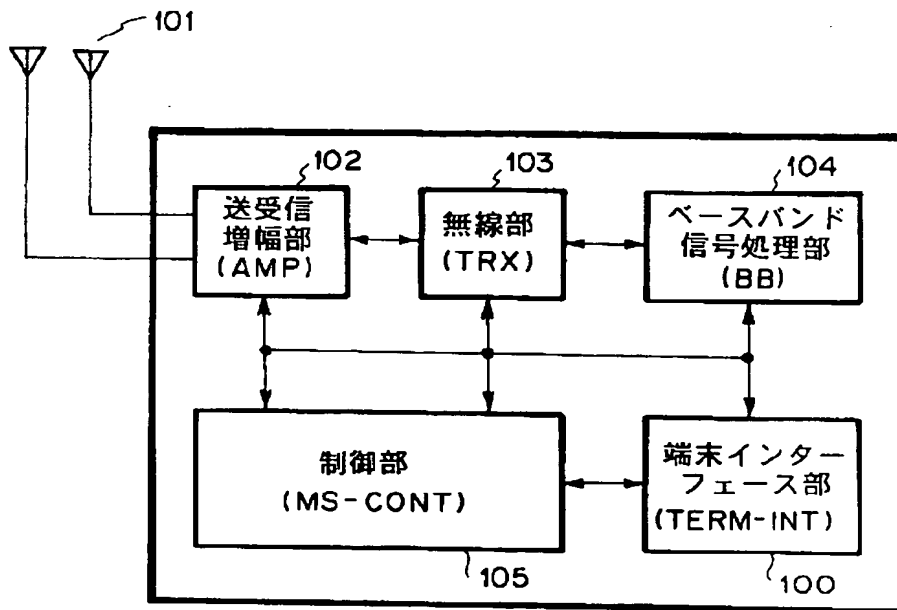 101
102
103
104
送受信
増幅部
(AMP)
無線部
(TRX)
ベースバンド
信号処理部
(BB)
制御部
(MS-CONT)
端末インター
フェース部
(TERM-INT)
105
100